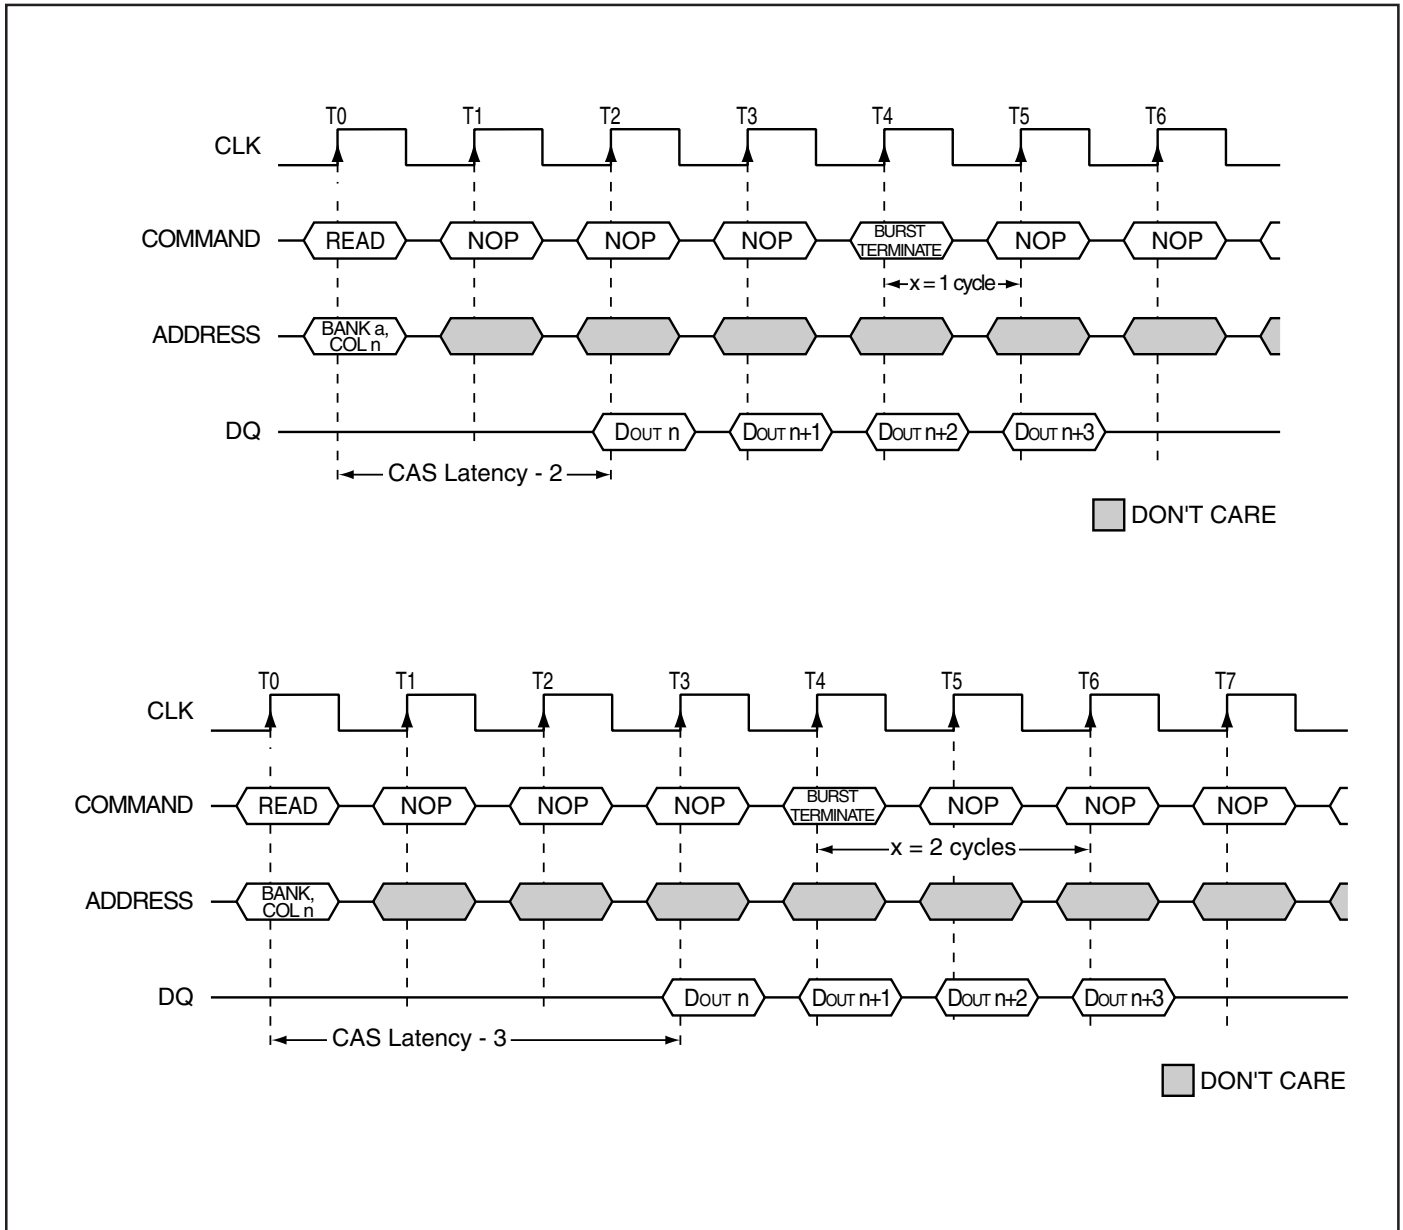 T0 T1 T2 T3 T4 T5 T6
CLK
COMMAND READ NOP NOP NOP BURST TERMINATE NOP NOP
x = 1 cycle
ADDRESS BANK a, COL n
DQ DOUT n DOUT n+1 DOUT n+2 DOUT n+3
CAS Latency - 2
DON'T CARE
T0 T1 T2 T3 T4 T5 T6 T7
CLK
COMMAND READ NOP NOP NOP BURST TERMINATE NOP NOP NOP
x = 2 cycles
ADDRESS BANK, COL n
DQ DOUT n DOUT n+1 DOUT n+2 DOUT n+3
CAS Latency - 3
DON'T CARE